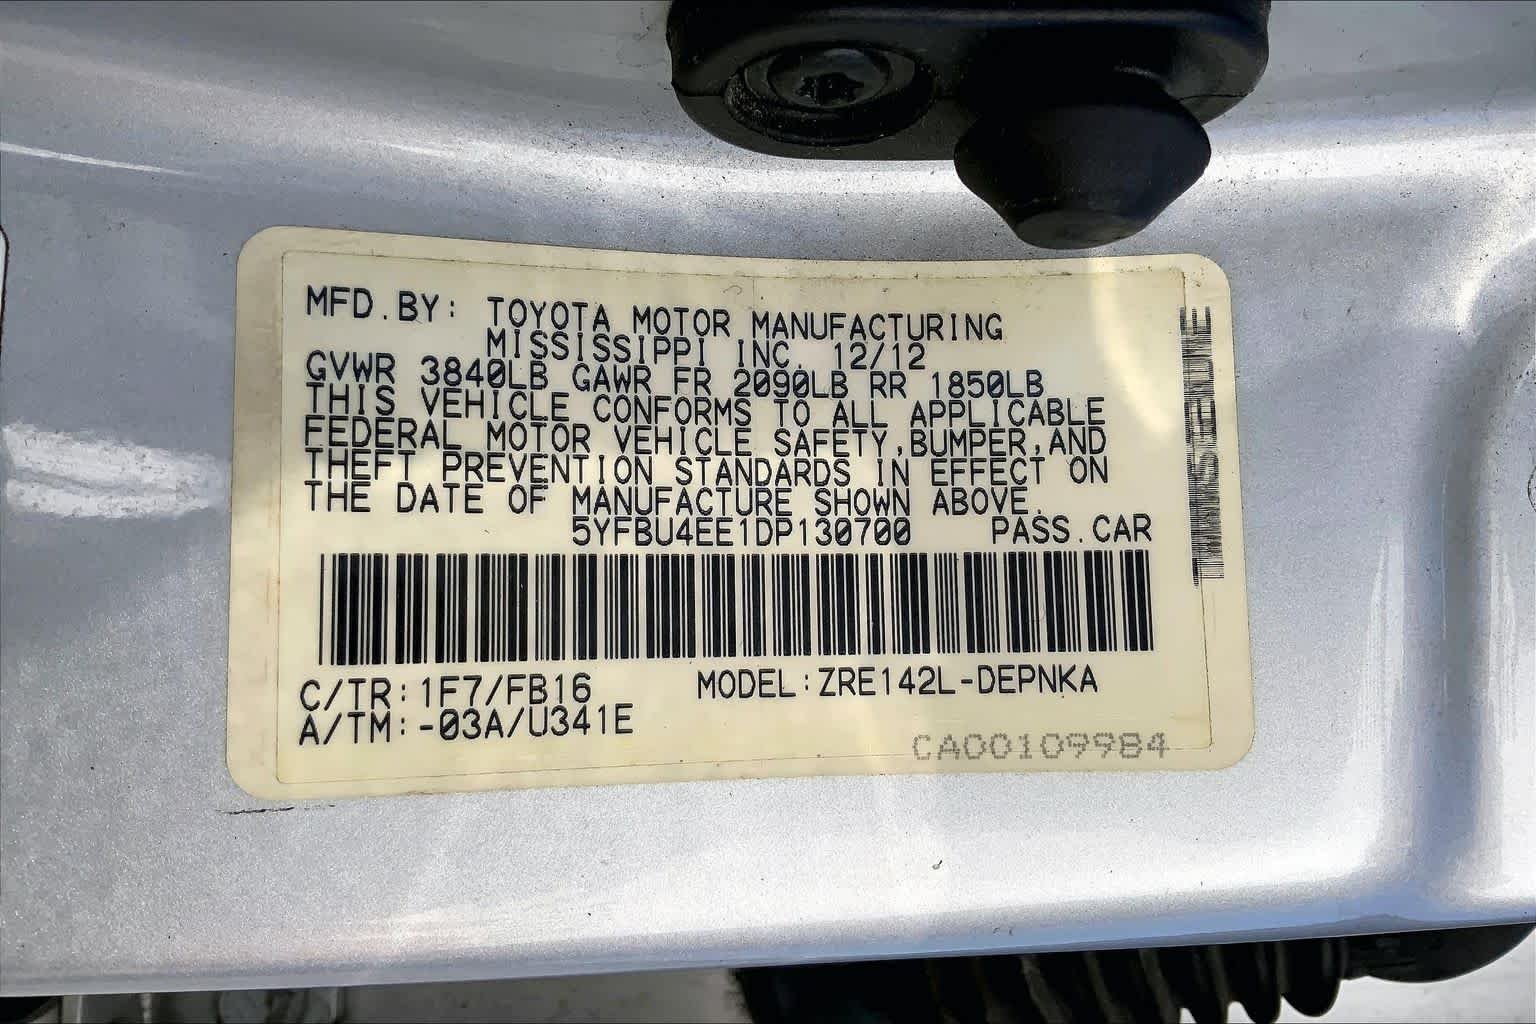 MFD.BY: TOYOTA MOTOR MANUFACTURING
MISSISSIPPI INC. 12/12
GVWR 3840LB GAWR FR 2090LB RR 1850LB
THIS VEHICLE CONFORMS TO ALL APPLICABLE
FEDERAL MOTOR VEHICLE SAFETY,BUMPER,AND
THEFT PREVENTION STANDARDS IN EFFECT ON
THE DATE OF MANUFACTURE SHOWN ABOVE.
5YFBU4EE1DP130700 PASS.CAR
C/TR:1F7/FB16 MODEL:ZRE142L-DEPNKA
A/TM:-03A/U341E
CA00109984